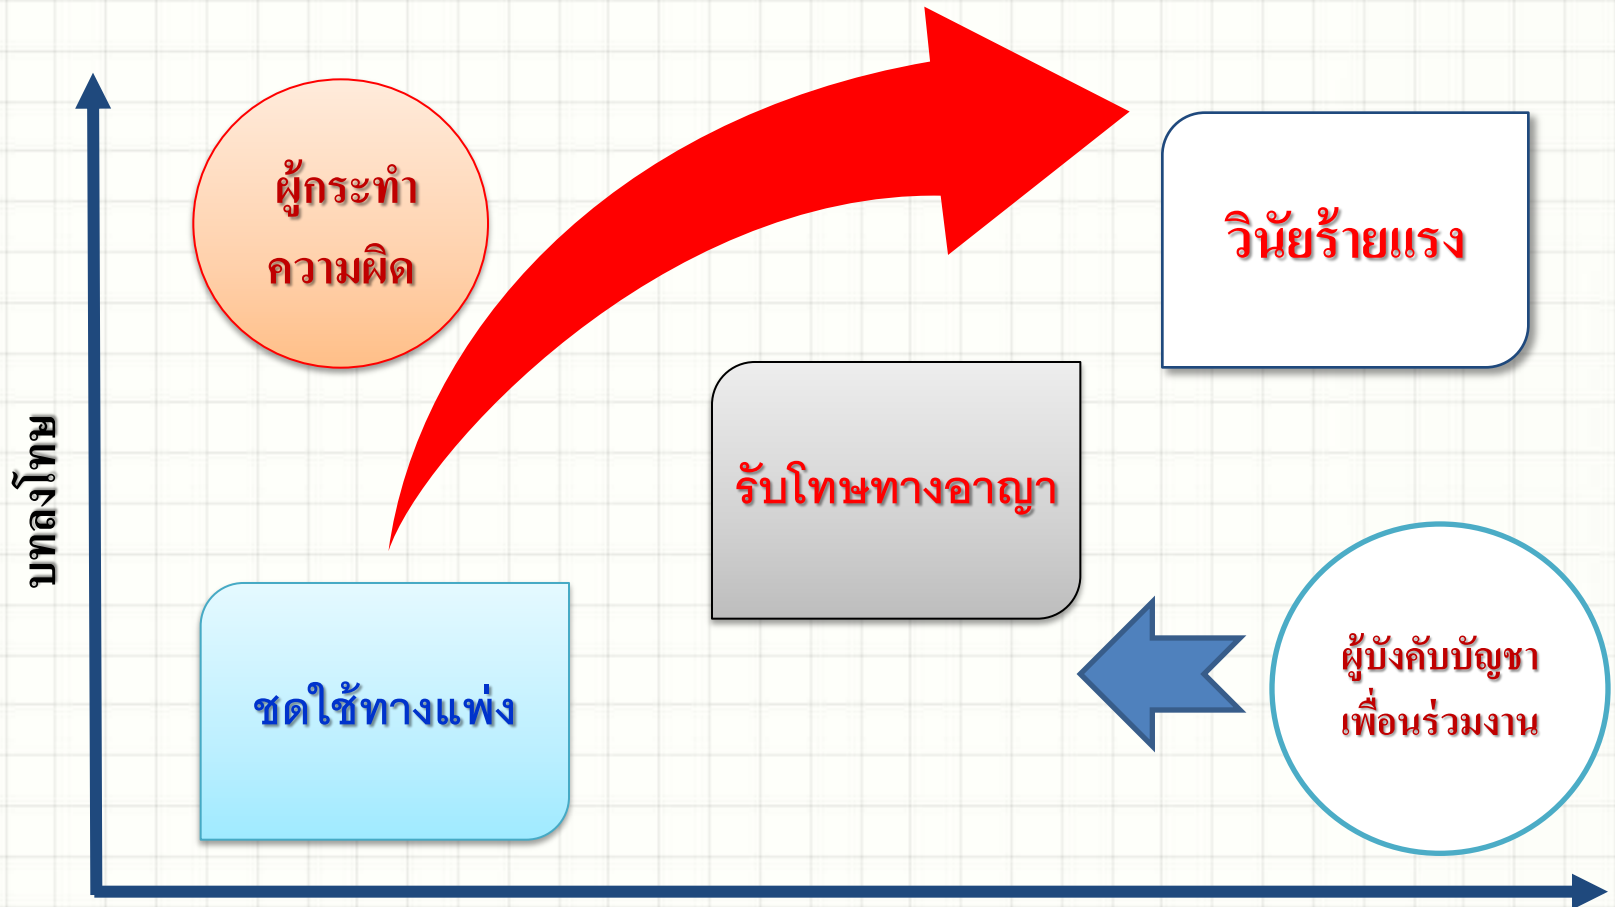 ผู้กระทำ
ความผิด
วินัยร้ายแรง
บทลงโทษ
รับโทษทางอาญา
ชดใช้ทางแพ่ง
ผู้บังคับบัญชา
เพื่อนร่วมงาน